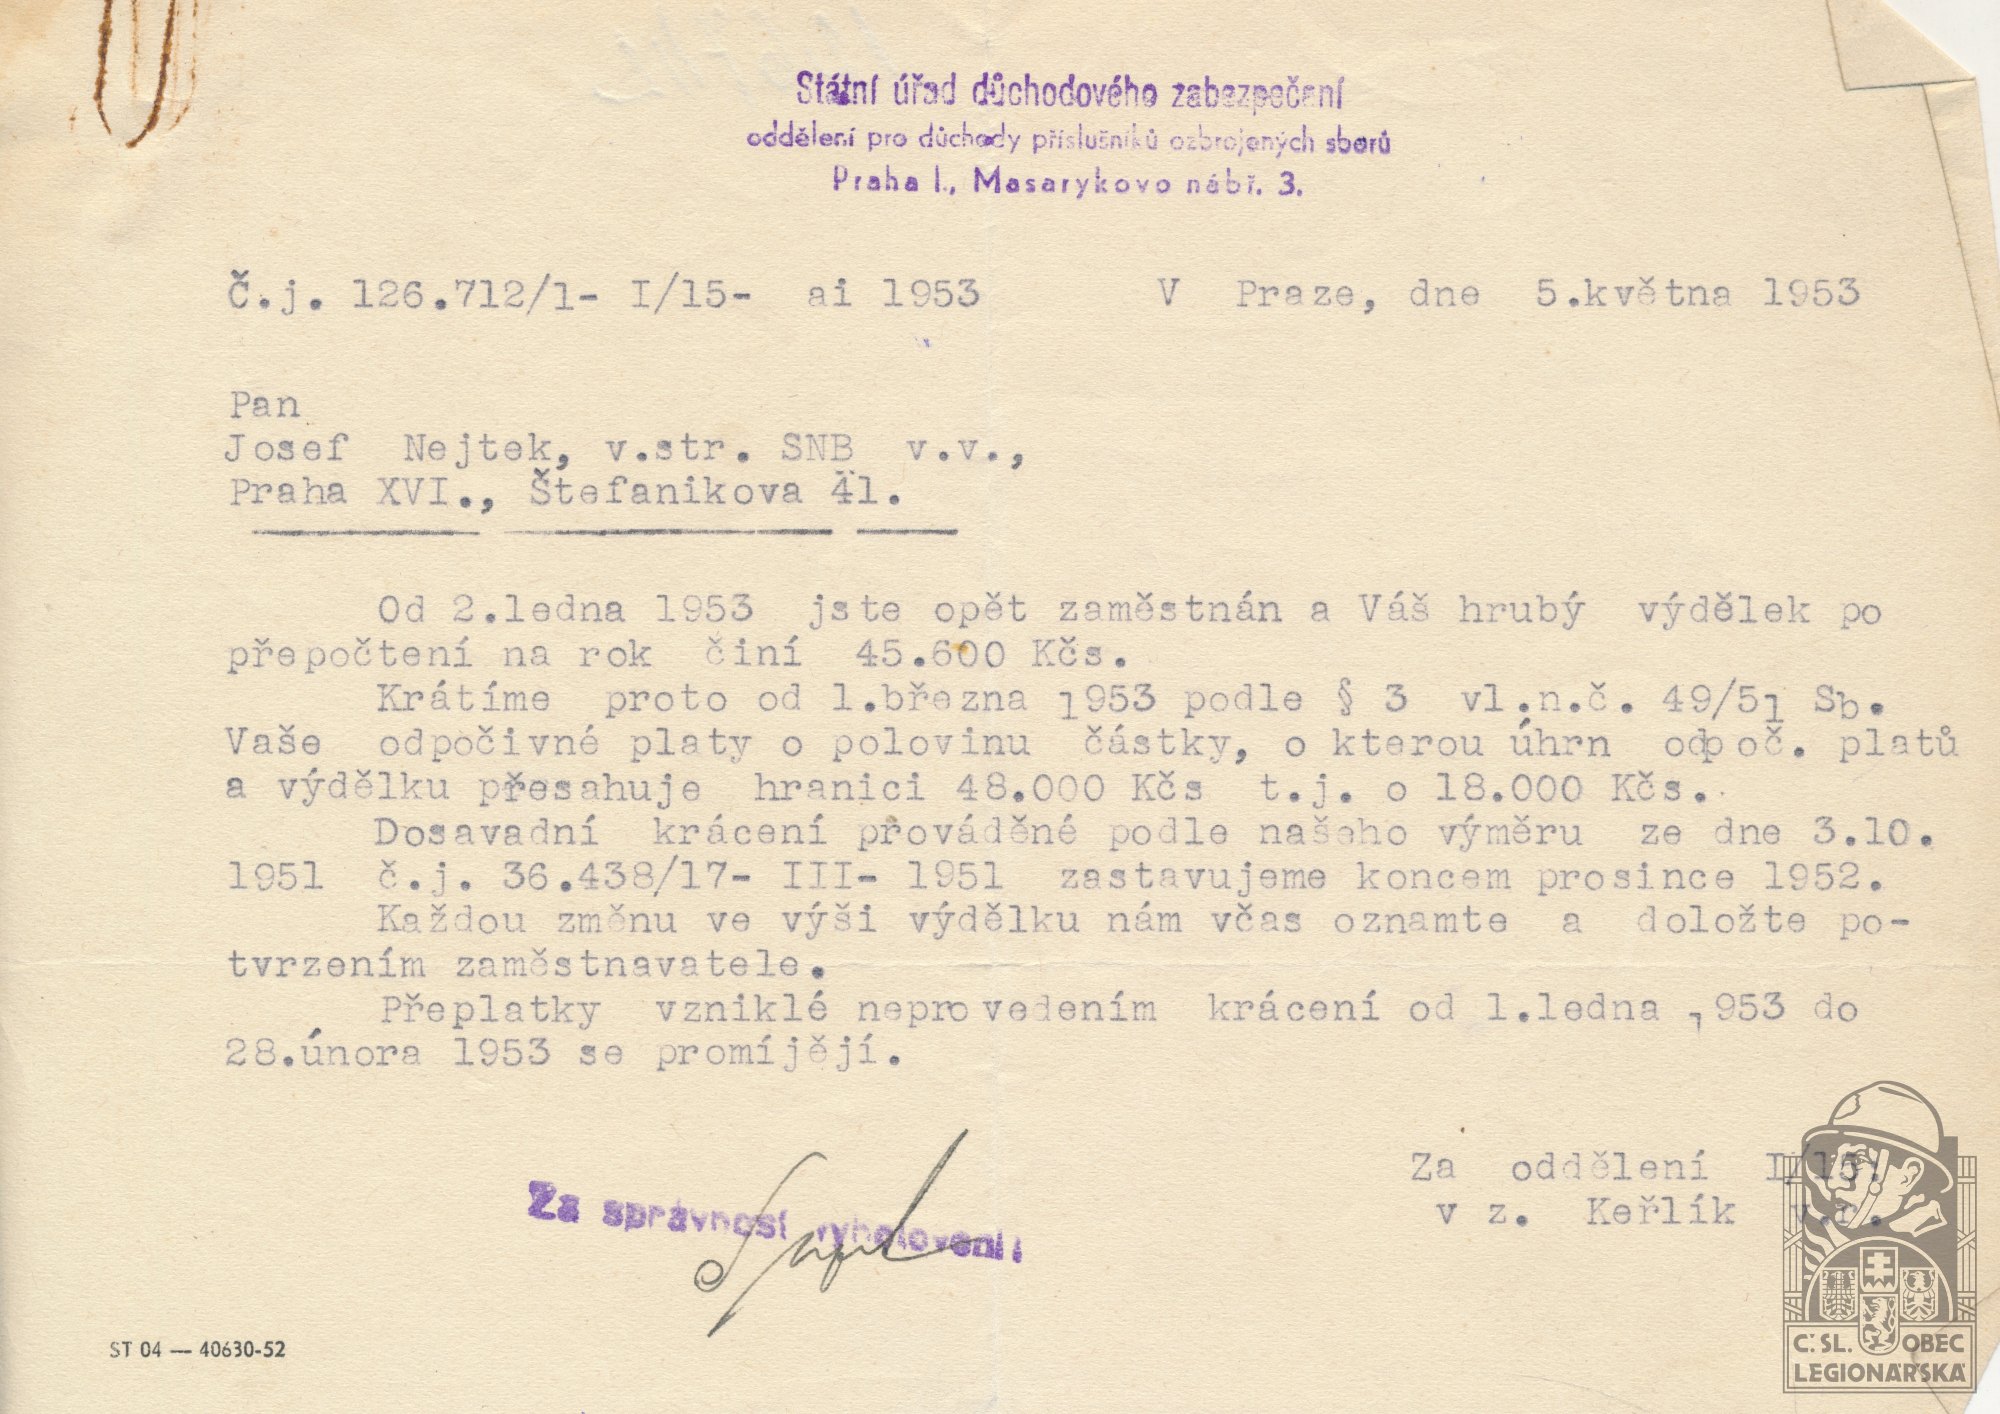 Státní úřad důchodového zabezpečení
oddělení pro důchody příslušníků ozbrojených sborů
Praha I., Masarykovo nábř. 3.
Č.j. 126.712/1- I/15- ai 1953 V Praze, dne 5.května 1953
Pan
Josef Nejtek, v.str. SNB v.v.,
Praha XVI., Štefanikova 41.
Od 2.ledna 1953 jste opět zaměstnán a Váš hrubý výdělek po
přepočtení na rok činí 45.600 Kčs.
Krátíme proto od 1.března 1953 podle § 3 vl.n.č. 49/51 Sb.
Vaše odpočivné platy o polovinu částky, o kterou úhrn odpoč. platů
a výdělku přesahuje hranici 48.000 Kčs t.j. o 18.000 Kčs.
Dosavadní krácení prováděné podle našeho výměru ze dne 3.10.
1951 č.j. 36.438/17- III- 1951 zastavujeme koncem prosince 1952.
Každou změnu ve výši výdělku nám včas oznamte a doložte po-
tvrzením zaměstnavatele.
Přeplatky vzniklé neprovedením krácení od 1.ledna 1953 do
28.února 1953 se promíjějí.
Za oddělení I/15:
v z. Keřlík v.r.
Za správnost vyhotovení:
ST 04 — 40630-52
Č.SL. OBEC
LEGIONÁŘSKÁ